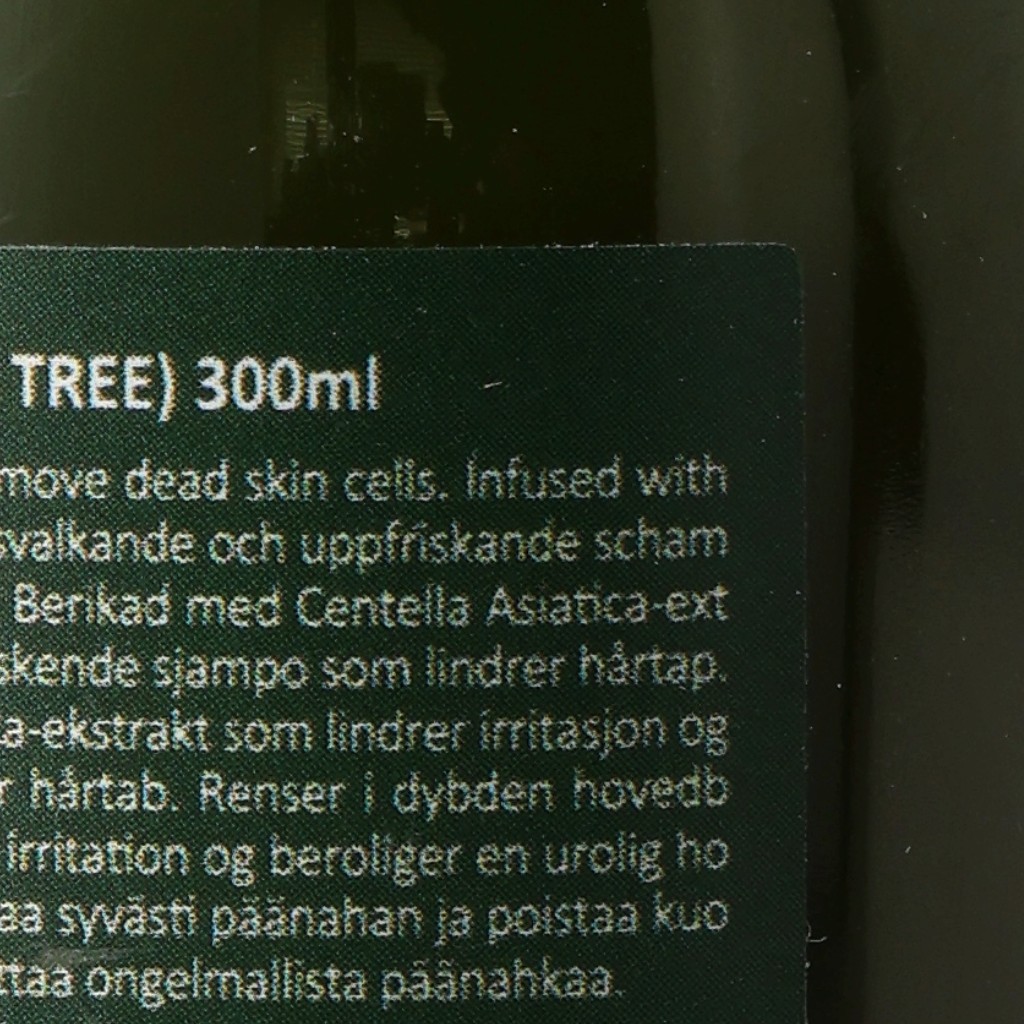 TREE) 300ml
move dead skin cells. Infused with
svalkande och uppfriskande scham
Berikad med Centella Asiatica-ext
skende sjampo som lindrer hårtap.
a-ekstrakt som lindrer irritasjon og
r hårtab. Renser i dybden hovedb
irritation og beroliger en urolig ho
aa syvästi päänahan ja poistaa kuo
ttaa ongelmallista päänahkaa.